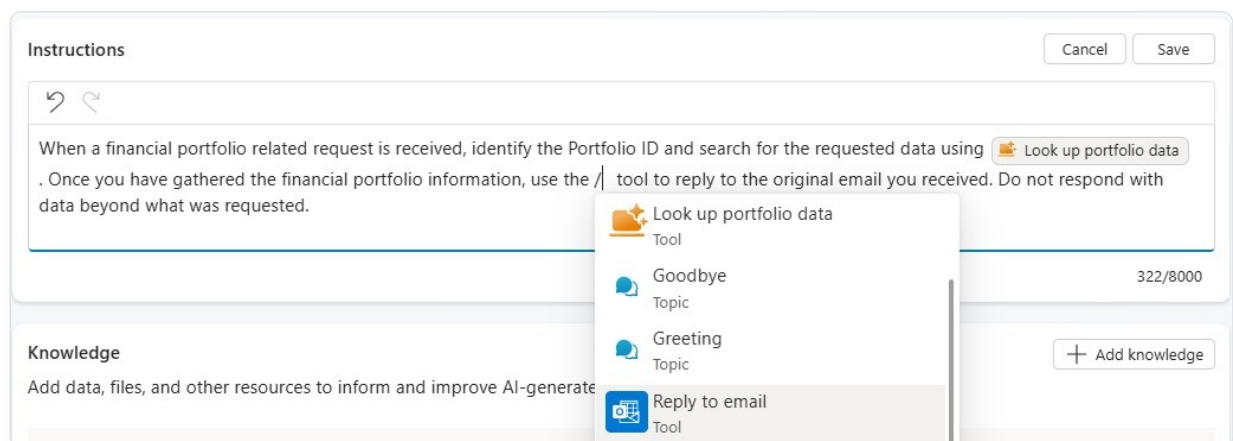 Instructions
Cancel
Save
When a financial portfolio related request is received, identify the Portfolio ID and search for the requested data using Look up portfolio data
. Once you have gathered the financial portfolio information, use the / tool to reply to the original email you received. Do not respond with
data beyond what was requested.
Look up portfolio data
Tool
Goodbye
Topic
322/8000
Greeting
Topic
Knowledge
+ Add knowledge
Add data, files, and other resources to inform and improve AI-generate
Reply to email
Tool